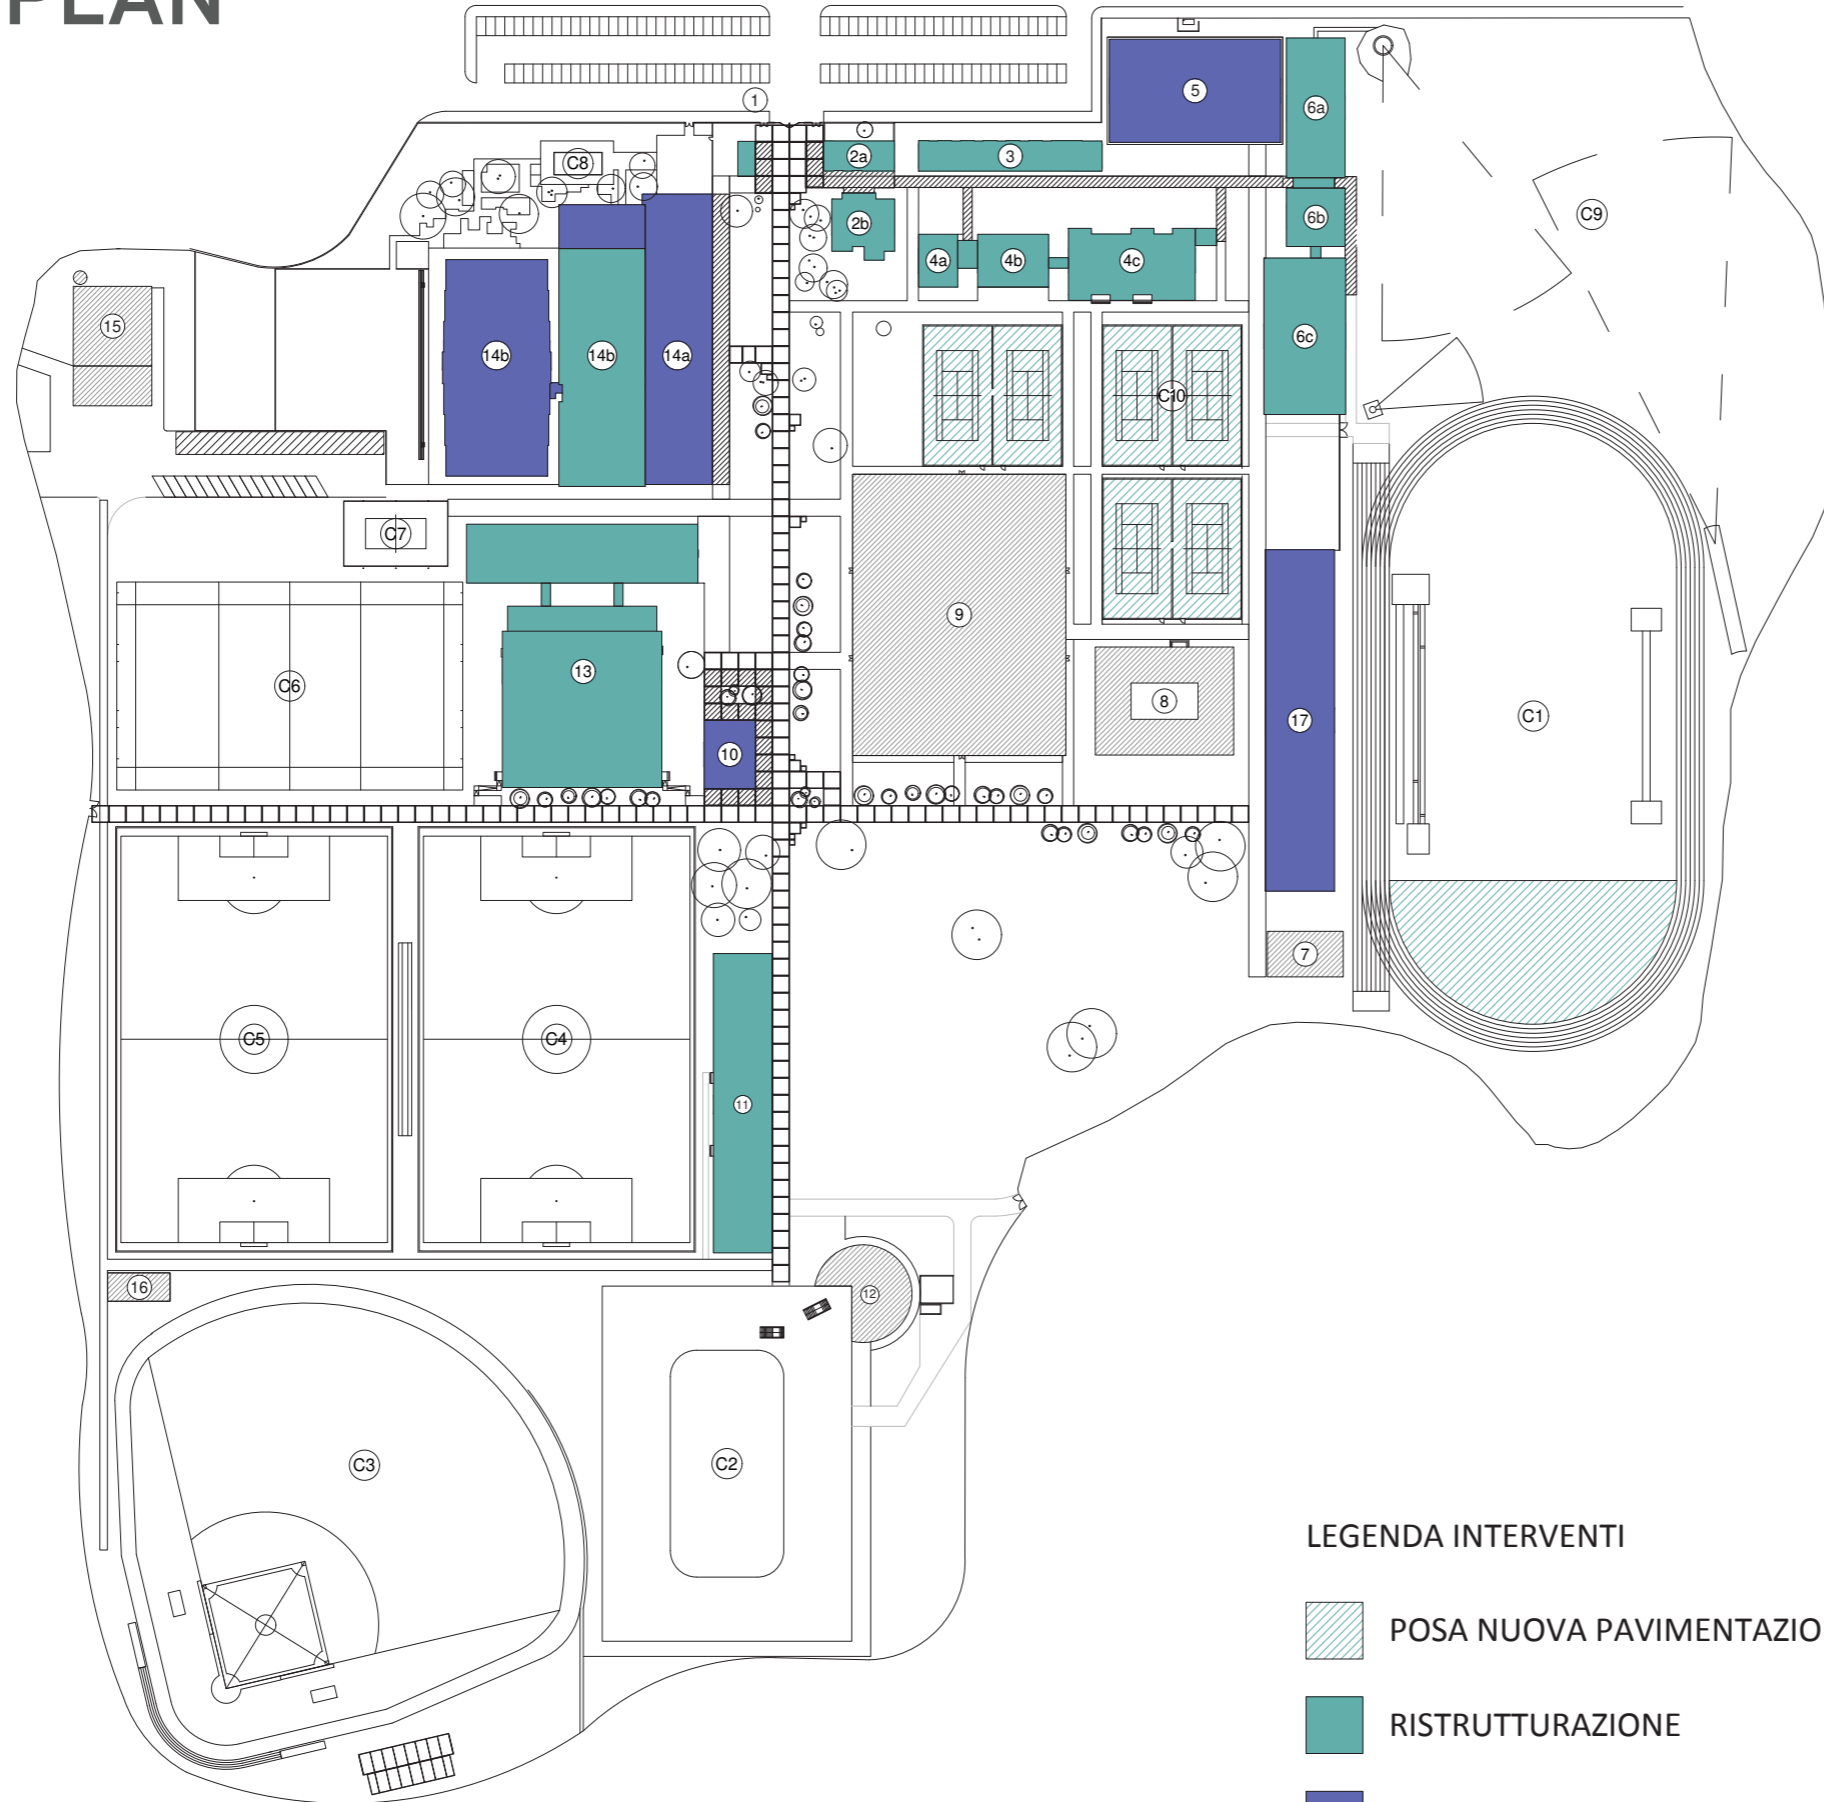 PLAN
1
5
6a
C8
2a
3
2b
6b
C9
4a
4b
4c
15
14b
14b
14a
6c
C10
C7
9
13
C6
8
10
17
C1
7
C5
C4
11
16
12
C3
C2
LEGENDA INTERVENTI
POSA NUOVA PAVIMENTAZIO
RISTRUTTURAZIONE